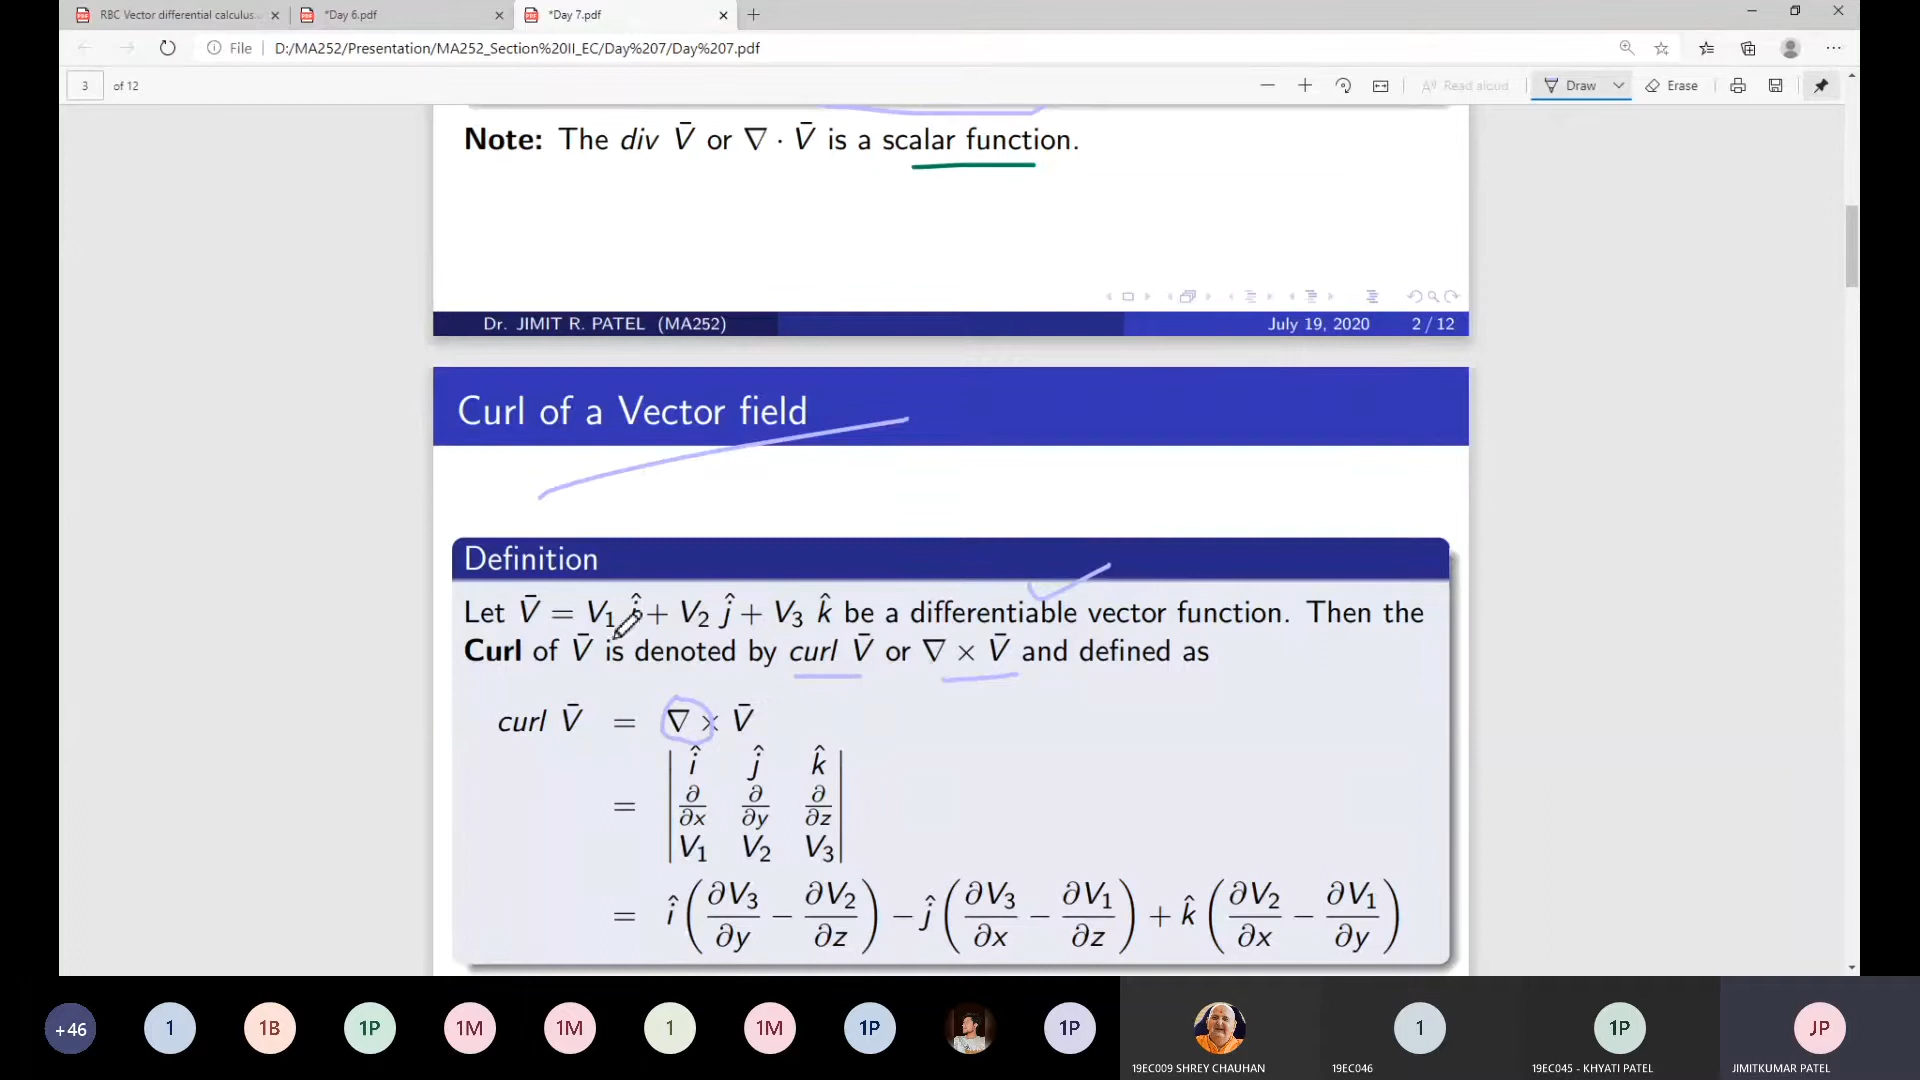 RBC Vector differential calculus
*Day 6.pdf
*Day 7.pdf
File
D:/MA252/Presentation/MA252_Section%20II_EC/Day%207/Day%207.pdf
3 of 12
Read aloud
Draw
Erase
Note: The div V̄ or ∇ · V̄ is a scalar function.
Dr. JIMIT R. PATEL (MA252) July 19, 2020 2 / 12
Curl of a Vector field
Definition
Let V̄ = V₁ î + V₂ ĵ + V₃ k̂ be a differentiable vector function. Then the
Curl of V̄ is denoted by curl V̄ or ∇ × V̄ and defined as
curl V̄ = ∇ × V̄
= | î ĵ k̂ |
| ∂/∂x ∂/∂y ∂/∂z |
| V₁ V₂ V₃ |
= î (∂V₃/∂y − ∂V₂/∂z) − ĵ (∂V₃/∂x − ∂V₁/∂z) + k̂ (∂V₂/∂x − ∂V₁/∂y)
+46 1 1B 1P 1M 1M 1 1M 1P 1P 1 1P JP
19EC009 SHREY CHAUHAN 19EC046 19EC045 - KHYATI PATEL JIMITKUMAR PATEL